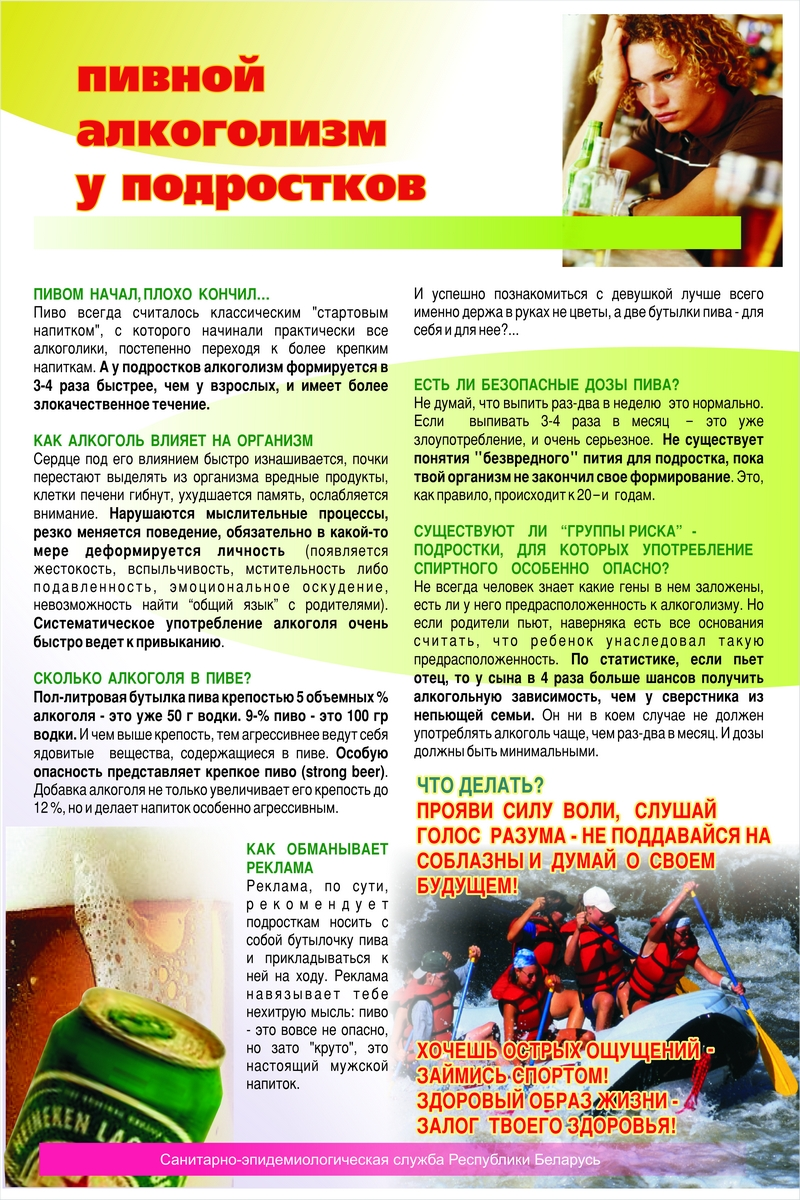 пивной
алкоголизм
у подростков
ПИВОМ НАЧАЛ, ПЛОХО КОНЧИЛ...
Пиво всегда считалось классическим "стартовым
напитком", с которого начинали практически все
алкоголики, постепенно переходя к более крепким
напиткам. А у подростков алкоголизм формируется в
3-4 раза быстрее, чем у взрослых, и имеет более
злокачественное течение.
КАК АЛКОГОЛЬ ВЛИЯЕТ НА ОРГАНИЗМ
Сердце под его влиянием быстро изнашивается, почки
перестают выделять из организма вредные продукты,
клетки печени гибнут, ухудшается память, ослабляется
внимание. Нарушаются мыслительные процессы,
резко меняется поведение, обязательно в какой-то
мере деформируется личность (появляется
жестокость, вспыльчивость, мстительность либо
подавленность, эмоциональное оскудение,
невозможность найти “общий язык” с родителями).
Систематическое употребление алкоголя очень
быстро ведет к привыканию.
СКОЛЬКО АЛКОГОЛЯ В ПИВЕ?
Пол-литровая бутылка пива крепостью 5 объемных %
алкоголя - это уже 50 г водки. 9-% пиво - это 100 гр
водки. И чем выше крепость, тем агрессивнее ведут себя
ядовитые вещества, содержащиеся в пиве. Особую
опасность представляет крепкое пиво (strong beer).
Добавка алкоголя не только увеличивает его крепость до
12 %, но и делает напиток особенно агрессивным.
КАК ОБМАНЫВАЕТ
РЕКЛАМА
Реклама, по сути,
рекомендует
подросткам носить с
собой бутылочку пива
и прикладываться к
ней на ходу. Реклама
навязывает тебе
нехитрую мысль: пиво
- это вовсе не опасно,
но зато "круто", это
настоящий мужской
напиток.
И успешно познакомиться с девушкой лучше всего
именно держа в руках не цветы, а две бутылки пива - для
себя и для нее?...
ЕСТЬ ЛИ БЕЗОПАСНЫЕ ДОЗЫ ПИВА?
Не думай, что выпить раз-два в неделю это нормально.
Если выпивать 3-4 раза в месяц – это уже
злоупотребление, и очень серьезное. Не существует
понятия "безвредного" пития для подростка, пока
твой организм не закончил свое формирование. Это,
как правило, происходит к 20–и годам.
СУЩЕСТВУЮТ ЛИ “ГРУППЫ РИСКА” -
ПОДРОСТКИ, ДЛЯ КОТОРЫХ УПОТРЕБЛЕНИЕ
СПИРТНОГО ОСОБЕННО ОПАСНО?
Не всегда человек знает какие гены в нем заложены,
есть ли у него предрасположенность к алкоголизму. Но
если родители пьют, наверняка есть все основания
считать, что ребенок унаследовал такую
предрасположенность. По статистике, если пьет
отец, то у сына в 4 раза больше шансов получить
алкогольную зависимость, чем у сверстника из
непьющей семьи. Он ни в коем случае не должен
употреблять алкоголь чаще, чем раз-два в месяц. И дозы
должны быть минимальными.
ЧТО ДЕЛАТЬ?
ПРОЯВИ СИЛУ ВОЛИ, СЛУШАЙ
ГОЛОС РАЗУМА - НЕ ПОДДАВАЙСЯ НА
СОБЛАЗНЫ И ДУМАЙ О СВОЕМ
БУДУЩЕМ!
ХОЧЕШЬ ОСТРЫХ ОЩУЩЕНИЙ -
ЗАЙМИСЬ СПОРТОМ!
ЗДОРОВЫЙ ОБРАЗ ЖИЗНИ -
ЗАЛОГ ТВОЕГО ЗДОРОВЬЯ!
Санитарно-эпидемиологическая служба Республики Беларусь